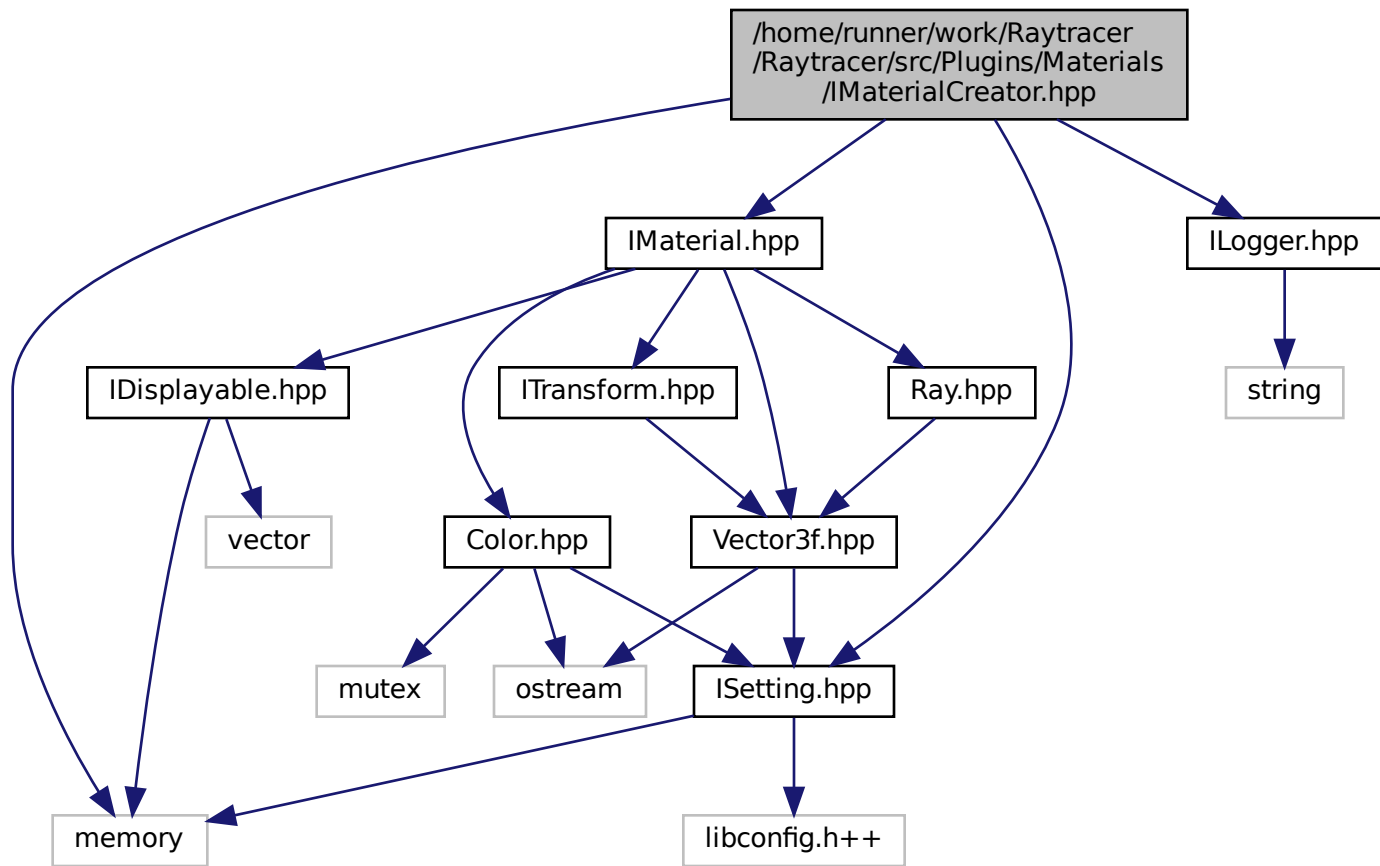 /home/runner/work/Raytracer
/Raytracer/src/Plugins/Materials
/IMaterialCreator.hpp
IMaterial.hpp
ILogger.hpp
IDisplayable.hpp
ITransform.hpp
Ray.hpp
string
vector
Color.hpp
Vector3f.hpp
mutex
ostream
ISetting.hpp
memory
libconfig.h++